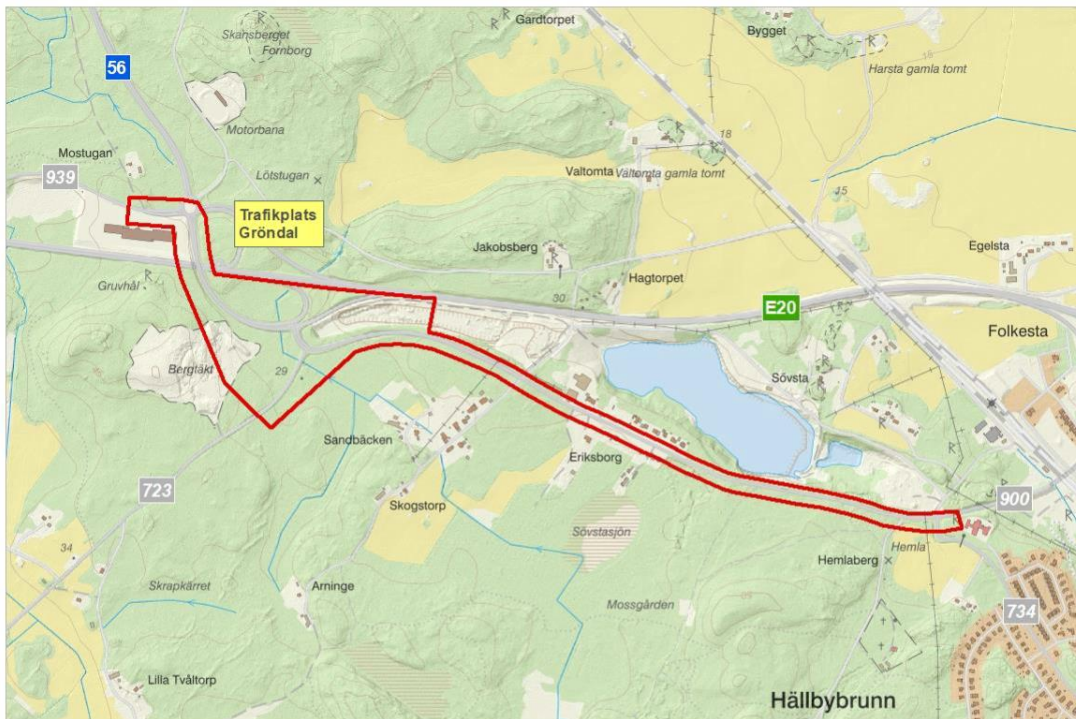 Gardtorpet
Bygget
Skansberget
Fornborg
Harsta gamla tomt
18
56
Motorbana
18
Mostugan
939
Lötstugan
Valtomta
Valtomta gamla tomt
15
Trafikplats
Gröndal
Jakobsberg
Egelsta
Hagtorpet
Gruvhål
30
E20
Folkesta
Bergtäkt
29
Sövsta
Sandbäcken
Eriksborg
723
Skogstorp
900
Sövstasjön
34
Hemla
Hemlaberg
Skrapkärret
Arninge
Mossgården
734
Lilla Tvåltorp
Hällbybrunn